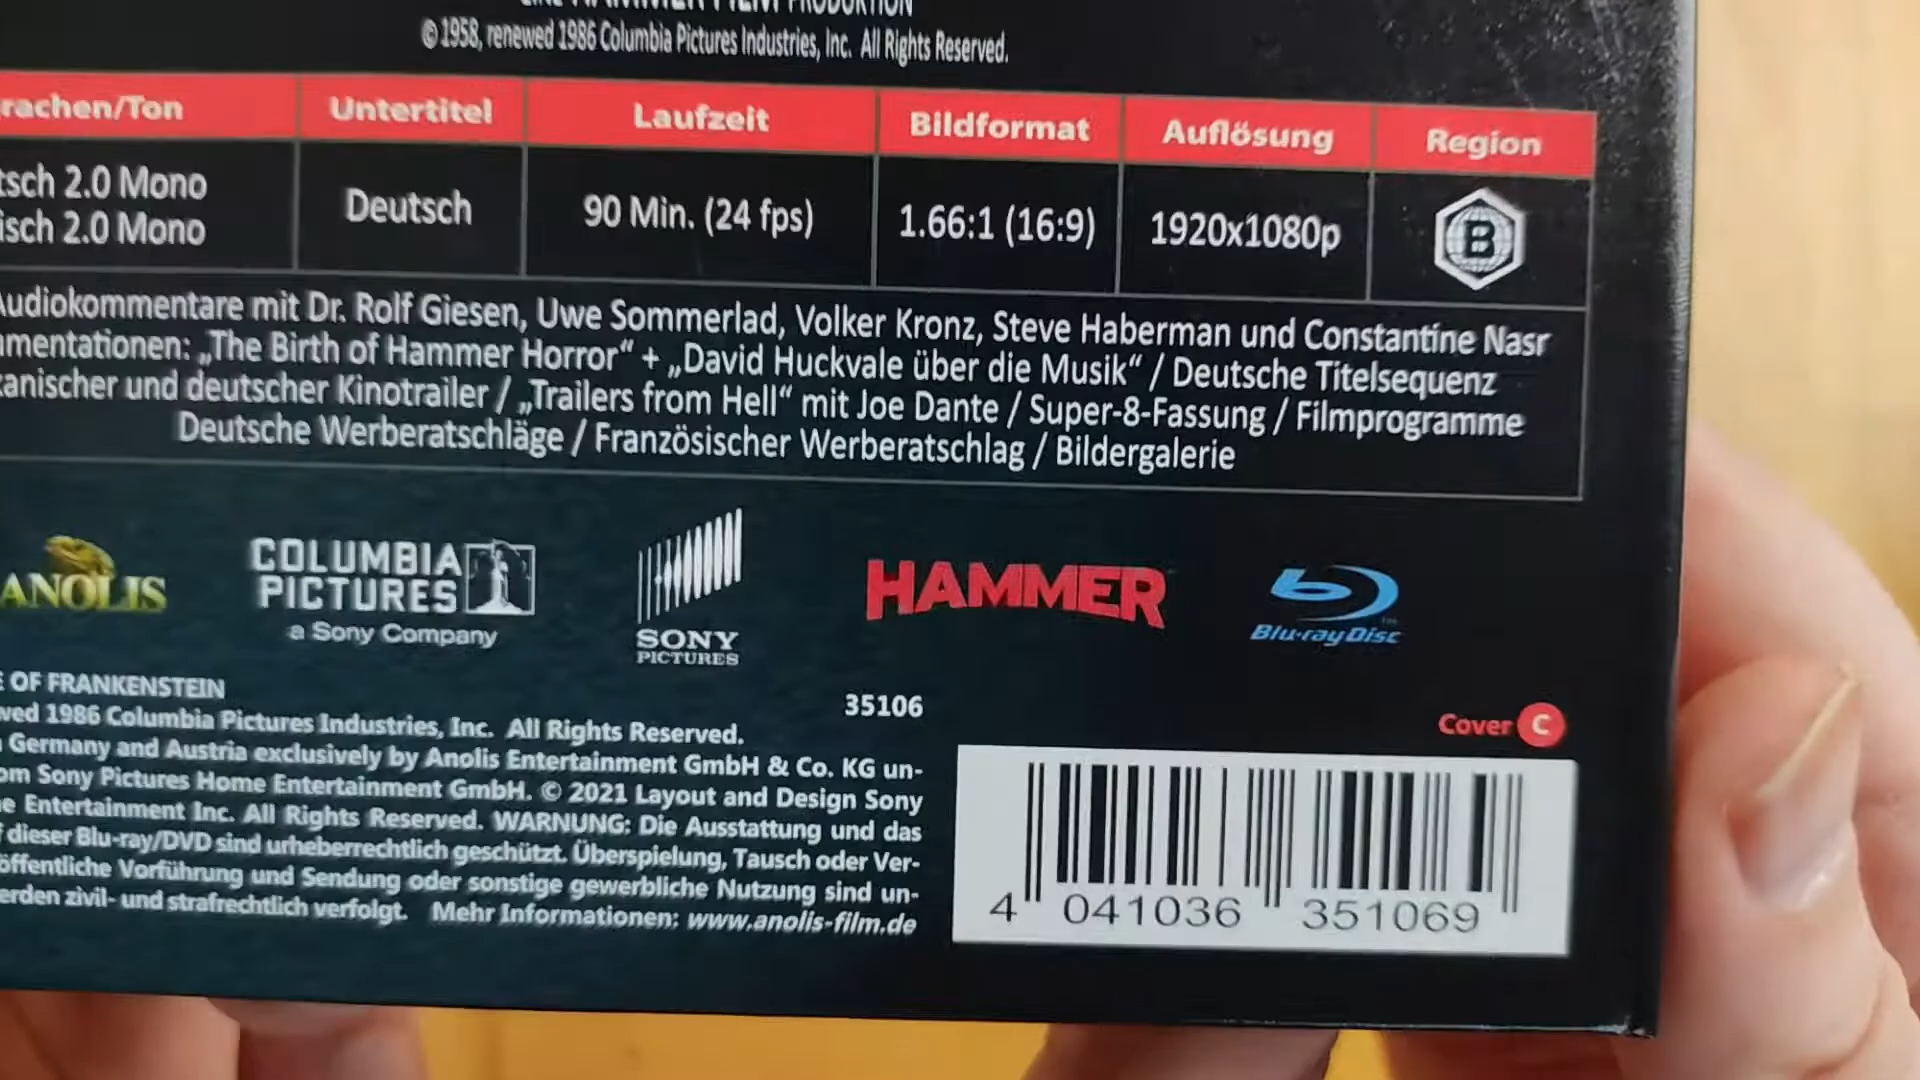 HAMMER FILM PRODUKTION
© 1958, renewed 1986 Columbia Pictures Industries, Inc. All Rights Reserved.
rachen/Ton Untertitel Laufzeit Bildformat Auflösung Region
tsch 2.0 Mono
isch 2.0 Mono
Deutsch 90 Min. (24 fps) 1.66:1 (16:9) 1920x1080p B
Audiokommentare mit Dr. Rolf Giesen, Uwe Sommerlad, Volker Kronz, Steve Haberman und Constantine Nasr
mentationen: „The Birth of Hammer Horror“ + „David Huckvale über die Musik“ / Deutsche Titelsequenz
kanischer und deutscher Kinotrailer / „Trailers from Hell“ mit Joe Dante / Super-8-Fassung / Filmprogramme
Deutsche Werberatschläge / Französischer Werberatschlag / Bildergalerie
ANOLIS
COLUMBIA
PICTURES
a Sony Company
SONY
PICTURES
HAMMER
Blu-ray Disc
E OF FRANKENSTEIN
35106
wed 1986 Columbia Pictures Industries, Inc. All Rights Reserved.
Germany and Austria exclusively by Anolis Entertainment GmbH & Co. KG un-
om Sony Pictures Home Entertainment GmbH. © 2021 Layout and Design Sony
e Entertainment Inc. All Rights Reserved. WARNUNG: Die Ausstattung und das
f dieser Blu-ray/DVD sind urheberrechtlich geschützt. Überspielung, Tausch oder Ver-
öffentliche Vorführung und Sendung oder sonstige gewerbliche Nutzung sind un-
erden zivil- und strafrechtlich verfolgt. Mehr Informationen: www.anolis-film.de
Cover C
4 041036 351069